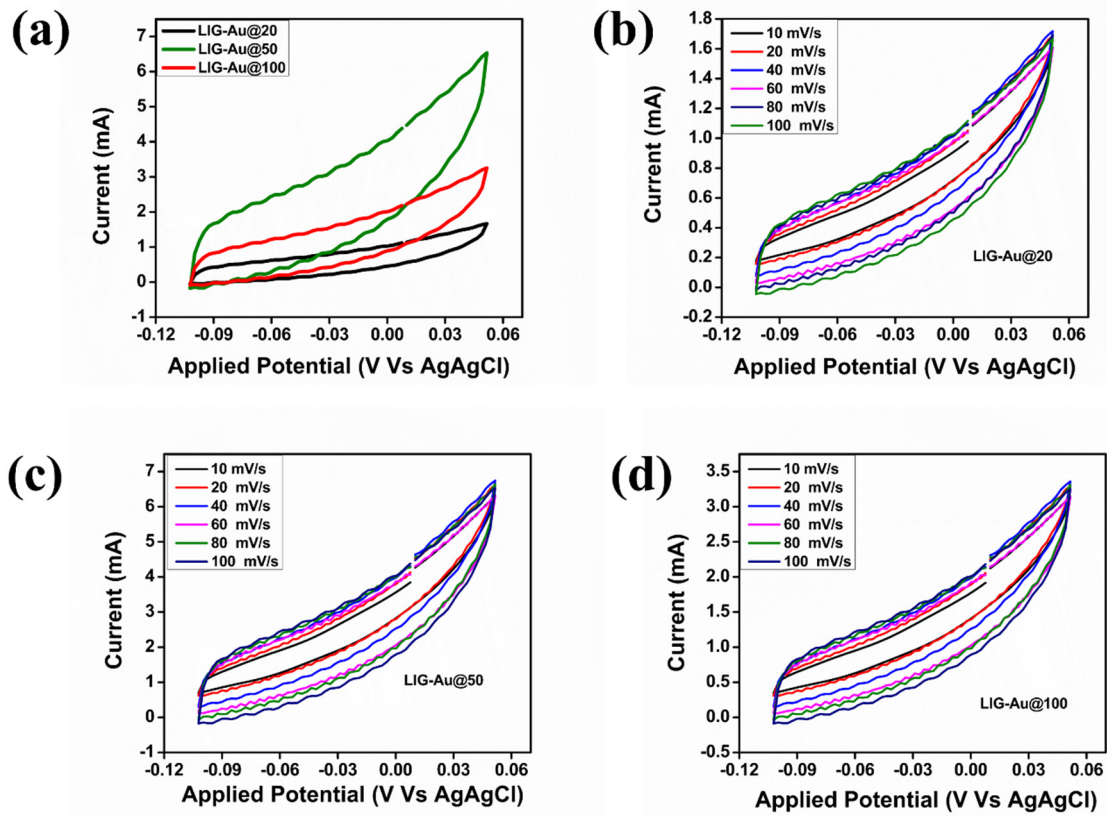 (a)
LIG-Au@20
LIG-Au@50
LIG-Au@100
7
6
5
4
3
2
1
0
-1
Current (mA)
-0.12 -0.09 -0.06 -0.03 0.00 0.03 0.06
Applied Potential (V Vs AgAgCl)
(b)
10 mV/s
20 mV/s
40 mV/s
60 mV/s
80 mV/s
100 mV/s
1.8
1.6
1.4
1.2
1.0
0.8
0.6
0.4
0.2
0.0
-0.2
Current (mA)
LIG-Au@20
-0.12 -0.09 -0.06 -0.03 0.00 0.03 0.06
Applied Potential (V Vs AgAgCl)
(c)
10 mV/s
20 mV/s
40 mV/s
60 mV/s
80 mV/s
100 mV/s
7
6
5
4
3
2
1
0
-1
Current (mA)
LIG-Au@50
-0.12 -0.09 -0.06 -0.03 0.00 0.03 0.06
Applied Potential (V Vs AgAgCl)
(d)
10 mV/s
20 mV/s
40 mV/s
60 mV/s
80 mV/s
100 mV/s
3.5
3.0
2.5
2.0
1.5
1.0
0.5
0.0
-0.5
Current (mA)
LIG-Au@100
-0.12 -0.09 -0.06 -0.03 0.00 0.03 0.06
Applied Potential (V Vs AgAgCl)